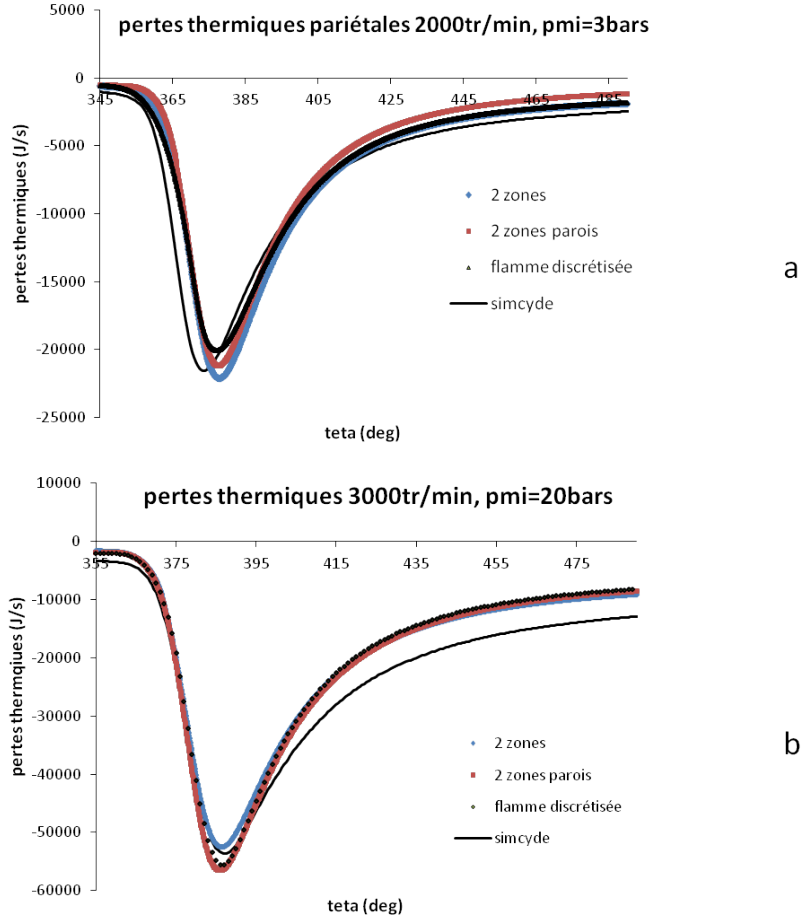 pertes thermiques pariétales 2000tr/min, pmi=3bars
5000
0
-5000
-10000
-15000
-20000
-25000
345 365 385 405 425 445 465 485
pertes thermiques (J/s)
2 zones
2 zones parois
flamme discrétisée
simcyde
teta (deg)
a
pertes thermiques 3000tr/min, pmi=20bars
10000
0
-10000
-20000
-30000
-40000
-50000
-60000
355 375 395 415 435 455 475
pertes thermqiues (J/s)
2 zones
2 zones parois
flamme discrétisée
simcyde
teta (deg)
b